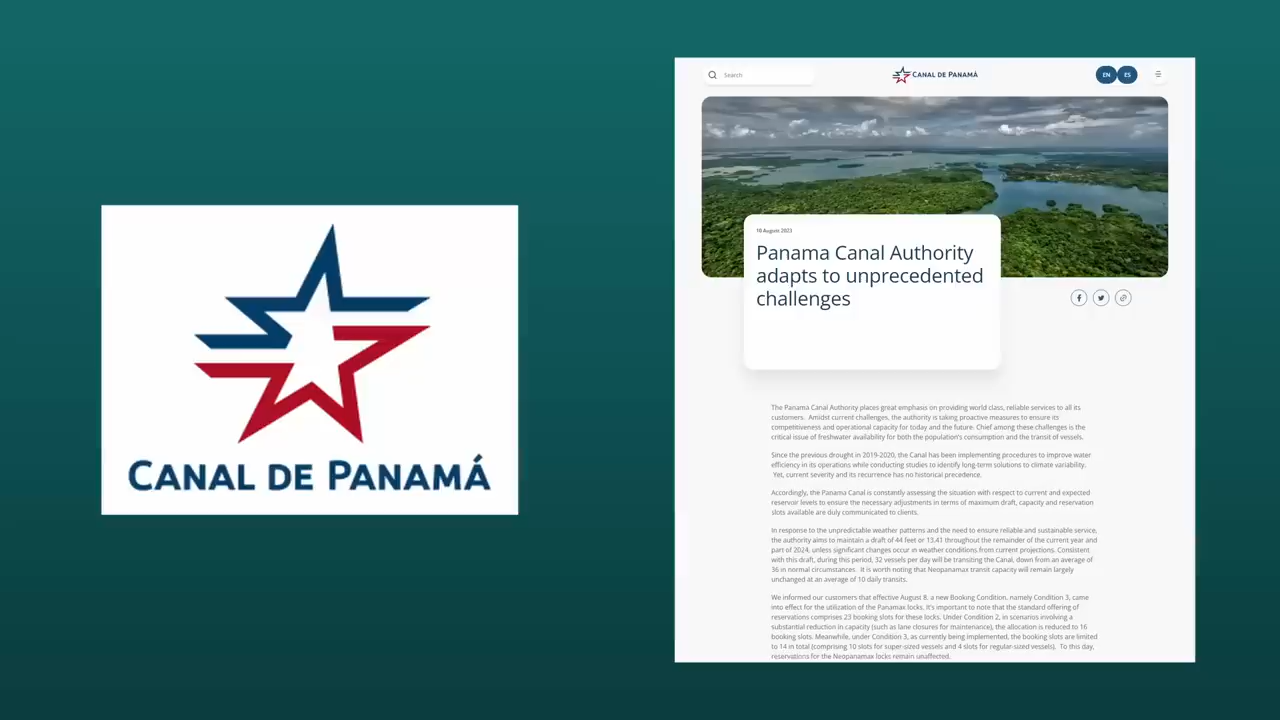 CANAL DE PANAMÁ
Search
CANAL DE PANAMÁ
EN
ES
16 August 2023
Panama Canal Authority
adapts to unprecedented
challenges
The Panama Canal Authority places great emphasis on providing world class, reliable services to all its
customers. Amidst current challenges, the authority is taking proactive measures to ensure its
competitiveness and operational capacity for today and the future. Chief among these challenges is the
critical issue of freshwater availability for both the population's consumption and the transit of vessels.
Since the previous drought in 2019-2020, the Canal has been implementing procedures to improve water
efficiency in its operations while conducting studies to identify long-term solutions to climate variability.
Yet, current severity and its recurrence has no historical precedence.
Accordingly, the Panama Canal is constantly assessing the situation with respect to current and expected
reservoir levels to ensure the necessary adjustments in terms of maximum draft, capacity and reservation
slots available are duly communicated to clients.
In response to the unpredictable weather patterns and the need to ensure reliable and sustainable service,
the authority aims to maintain a draft of 44 feet or 13.41 throughout the remainder of the current year and
part of 2024, unless significant changes occur in weather conditions from current projections. Consistent
with this draft, during this period, 32 vessels per day will be transiting the Canal, down from an average of
36 in normal circumstances. It is worth noting that Neopanamax transit capacity will remain largely
unchanged at an average of 10 daily transits.
We informed our customers that effective August 8, a new Booking Condition, namely Condition 3, came
into effect for the utilization of the Panamax locks. It's important to note that the standard offering of
reservations comprises 23 booking slots for these locks. Under Condition 2, in scenarios involving a
substantial reduction in capacity (such as lane closures for maintenance), the allocation is reduced to 16
booking slots. Meanwhile, under Condition 3, as currently being implemented, the booking slots are limited
to 14 in total (comprising 10 slots for super-sized vessels and 4 slots for regular-sized vessels). To this day,
reservations for the Neopanamax locks remain unaffected.